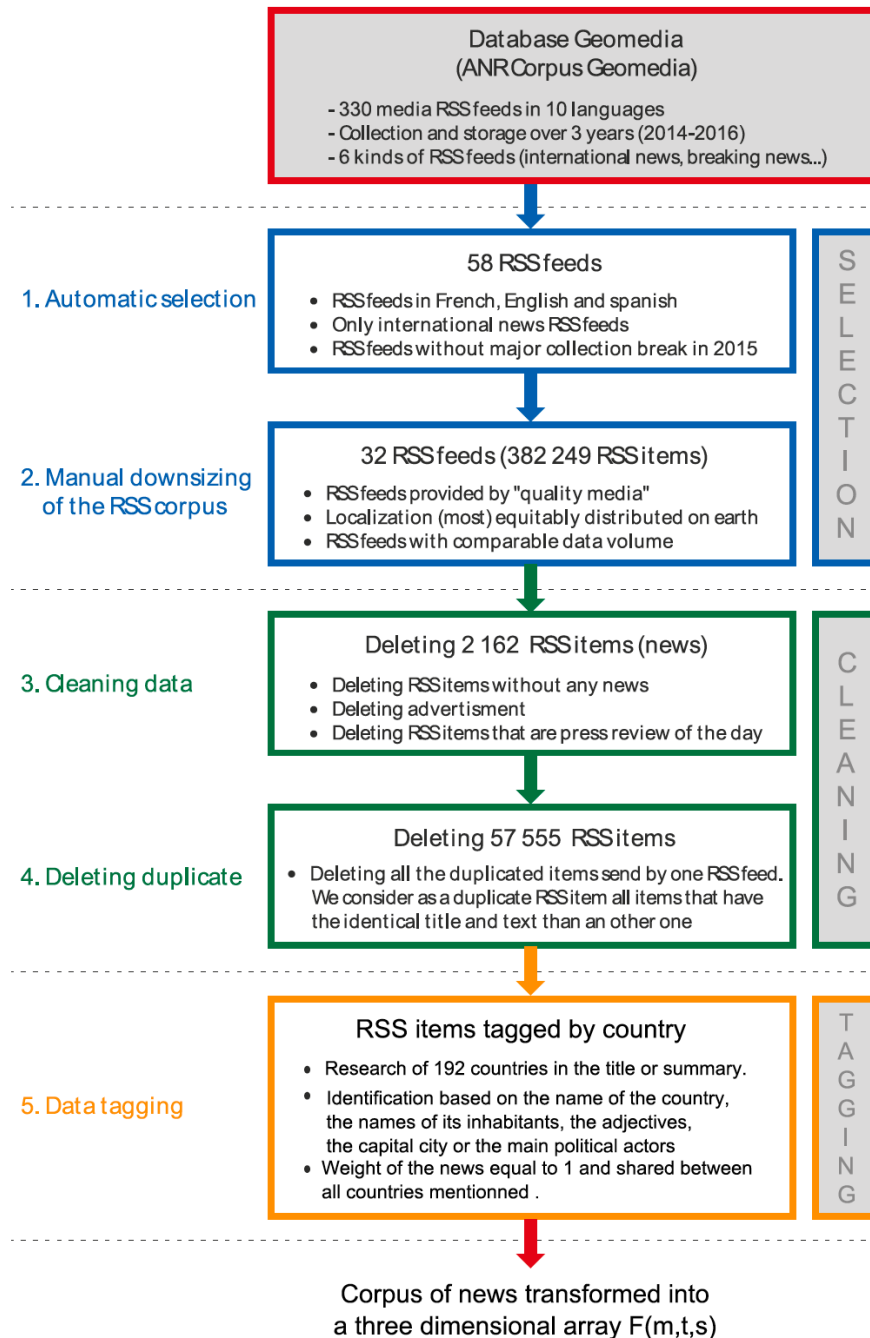 Database Geomedia
(ANR Corpus Geomedia)
- 330 media RSS feeds in 10 languages
- Collection and storage over 3 years (2014-2016)
- 6 kinds of RSS feeds (international news, breaking news...)
1. Automatic selection
58 RSS feeds
• RSS feeds in French, English and spanish
• Only international news RSS feeds
• RSS feeds without major collection break in 2015
2. Manual downsizing
of the RSS corpus
32 RSS feeds (382 249 RSS items)
• RSS feeds provided by "quality media"
• Localization (most) equitably distributed on earth
• RSS feeds with comparable data volume
SELECTION
3. Cleaning data
Deleting 2 162 RSS items (news)
• Deleting RSS items without any news
• Deleting advertisment
• Deleting RSS items that are press review of the day
4. Deleting duplicate
Deleting 57 555 RSS items
• Deleting all the duplicated items send by one RSS feed.
We consider as a duplicate RSS item all items that have
the identical title and text than an other one
CLEANING
5. Data tagging
RSS items tagged by country
• Research of 192 countries in the title or summary.
• Identification based on the name of the country,
the names of its inhabitants, the adjectives,
the capital city or the main political actors
• Weight of the news equal to 1 and shared between
all countries mentionned .
TAGGING
Corpus of news transformed into
a three dimensional array F(m,t,s)